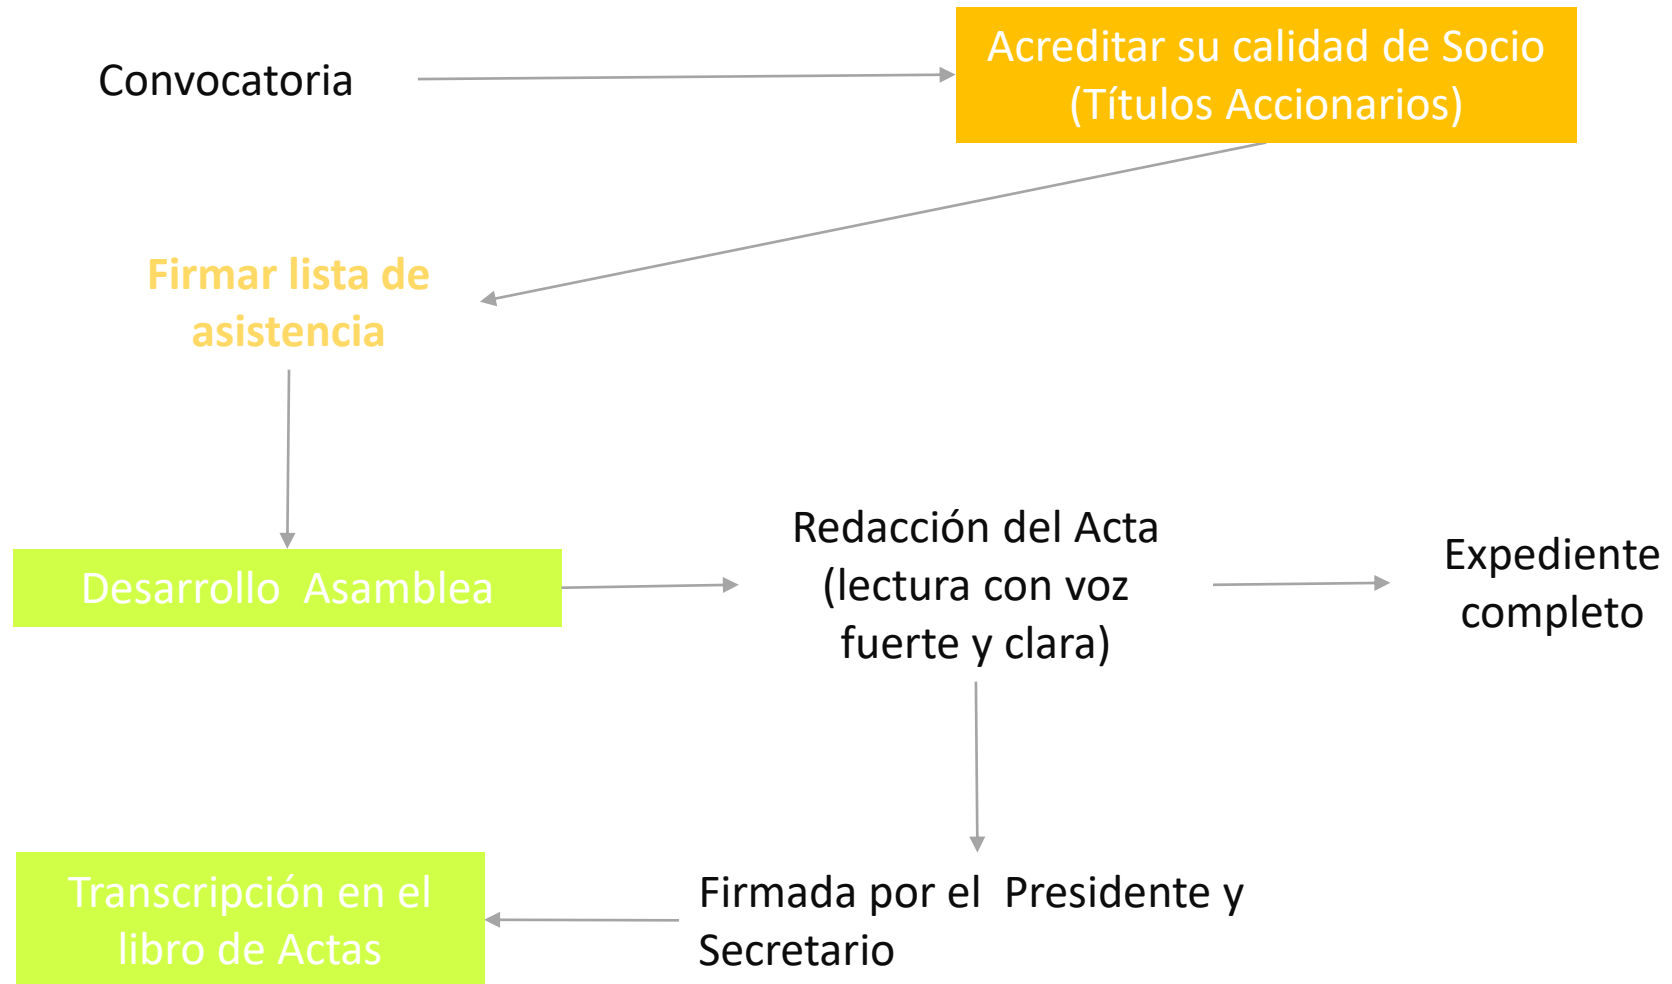 Convocatoria
Acreditar su calidad de Socio
(Títulos Accionarios)
Firmar lista de
asistencia
Desarrollo  Asamblea
Redacción del Acta
(lectura con voz
fuerte y clara)
Expediente
completo
Firmada por el  Presidente y
Secretario
Transcripción en el
libro de Actas